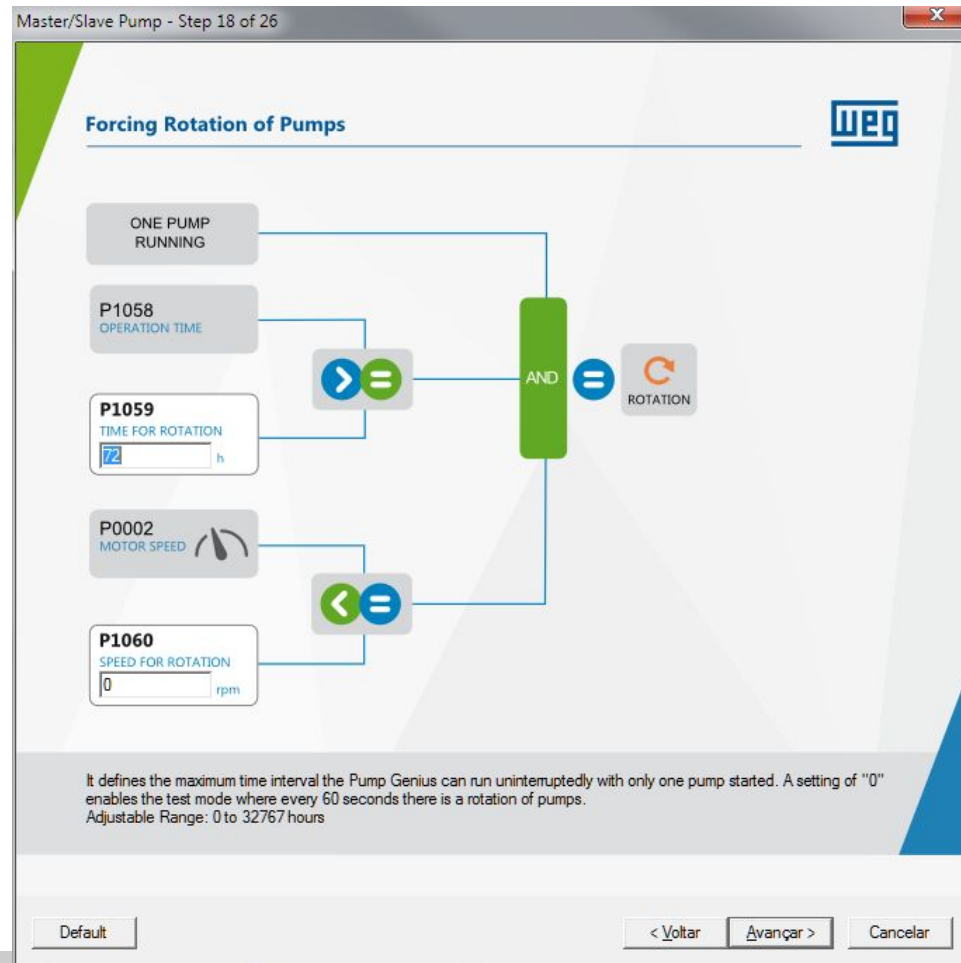 Master/Slave Pump - Step 18 of 26
Forcing Rotation of Pumps
weg
ONE PUMP
RUNNING
P1058
OPERATION TIME
P1059
TIME FOR ROTATION
72 h
AND
ROTATION
P0002
MOTOR SPEED
P1060
SPEED FOR ROTATION
0 rpm
It defines the maximum time interval the Pump Genius can run uninterruptedly with only one pump started. A setting of "0"
enables the test mode where every 60 seconds there is a rotation of pumps.
Adjustable Range: 0 to 32767 hours
Default
< Voltar
Avançar >
Cancelar